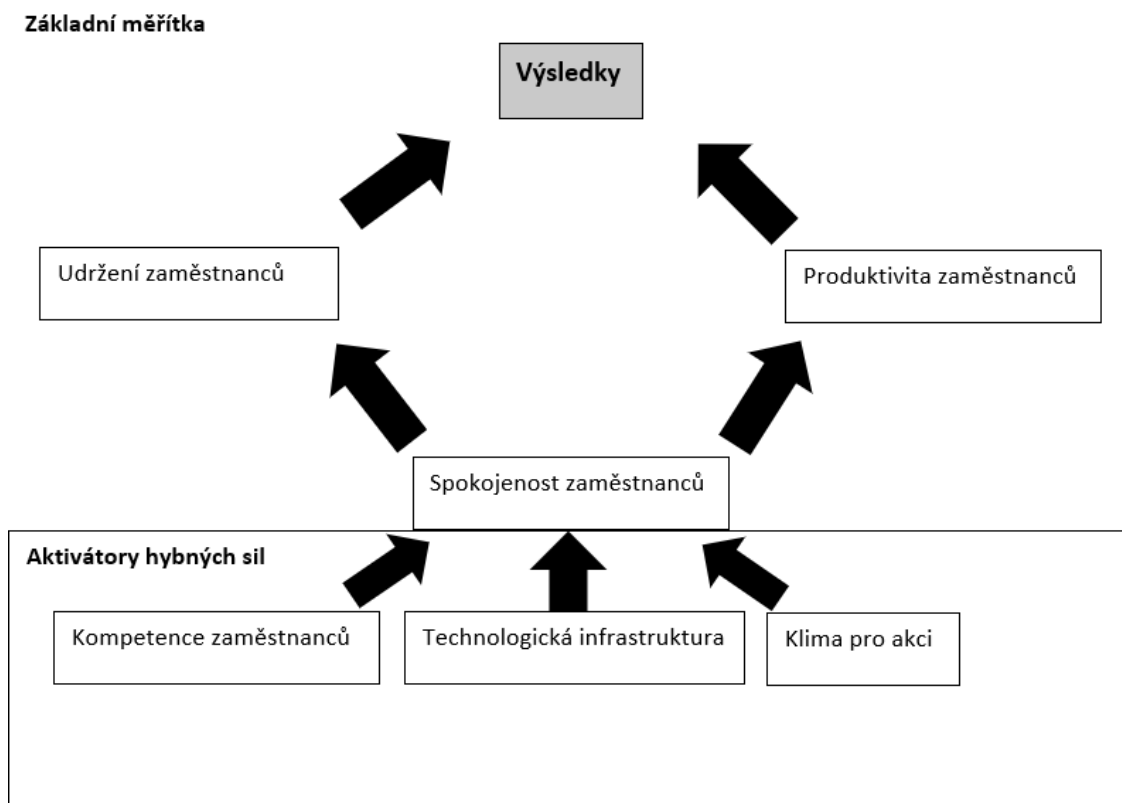 Základní měřítka
Výsledky
Udržení zaměstnanců
Produktivita zaměstnanců
Spokojenost zaměstnanců
Aktivátory hybných sil
Kompetence zaměstnanců
Technologická infrastruktura
Klima pro akci